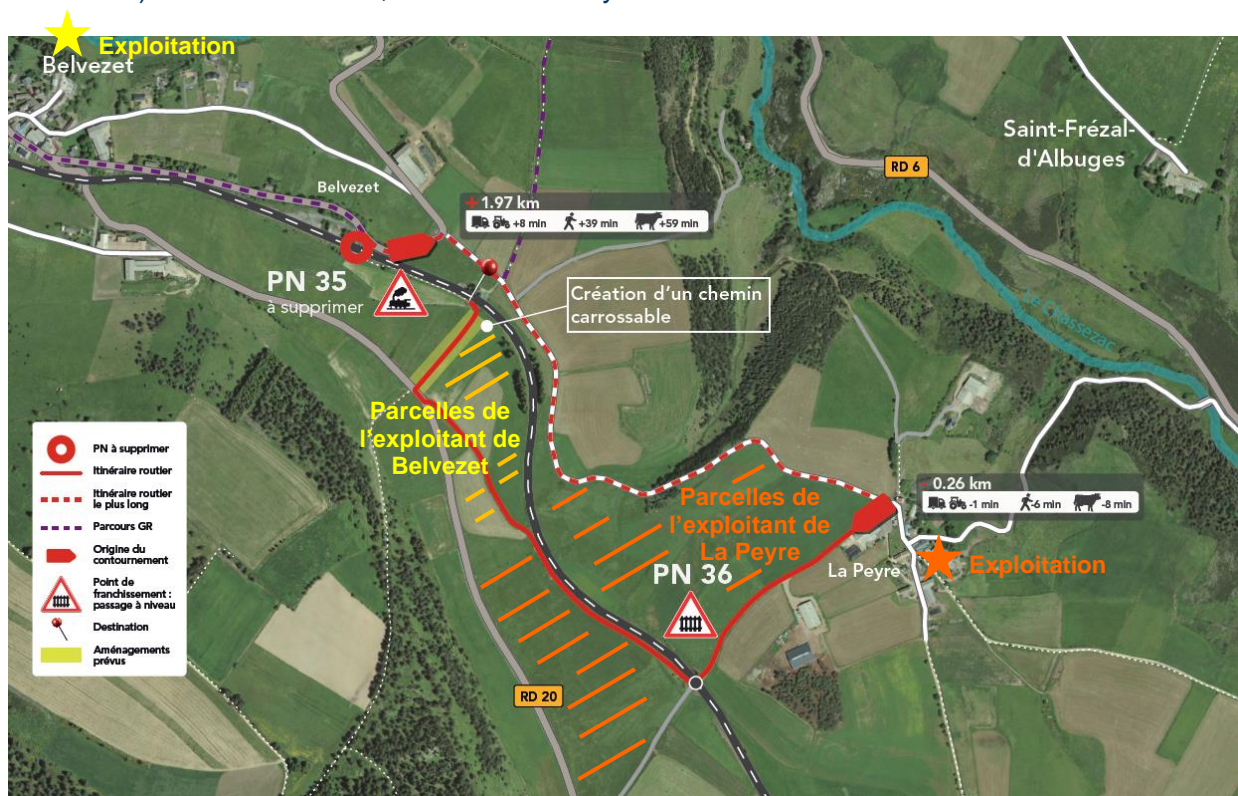 Exploitation
Belvezet
Saint-Frézal-
d'Albuges
RD 6
Belvezet
+ 1.97 km
+8 min +39 min +59 min
PN 35
à supprimer
Création d'un chemin
carrossable
Le Chassezac
Parcelles de
l'exploitant de
Belvezet
PN à supprimer
Itinéraire routier
Itinéraire routier
le plus long
Parcours GR
Origine du
contournement
Point de
franchissement :
passage à niveau
Destination
Aménagements
prévus
- 0.26 km
-1 min -6 min -8 min
Parcelles de
l'exploitant de
La Peyre
PN 36
La Peyre
Exploitation
RD 20